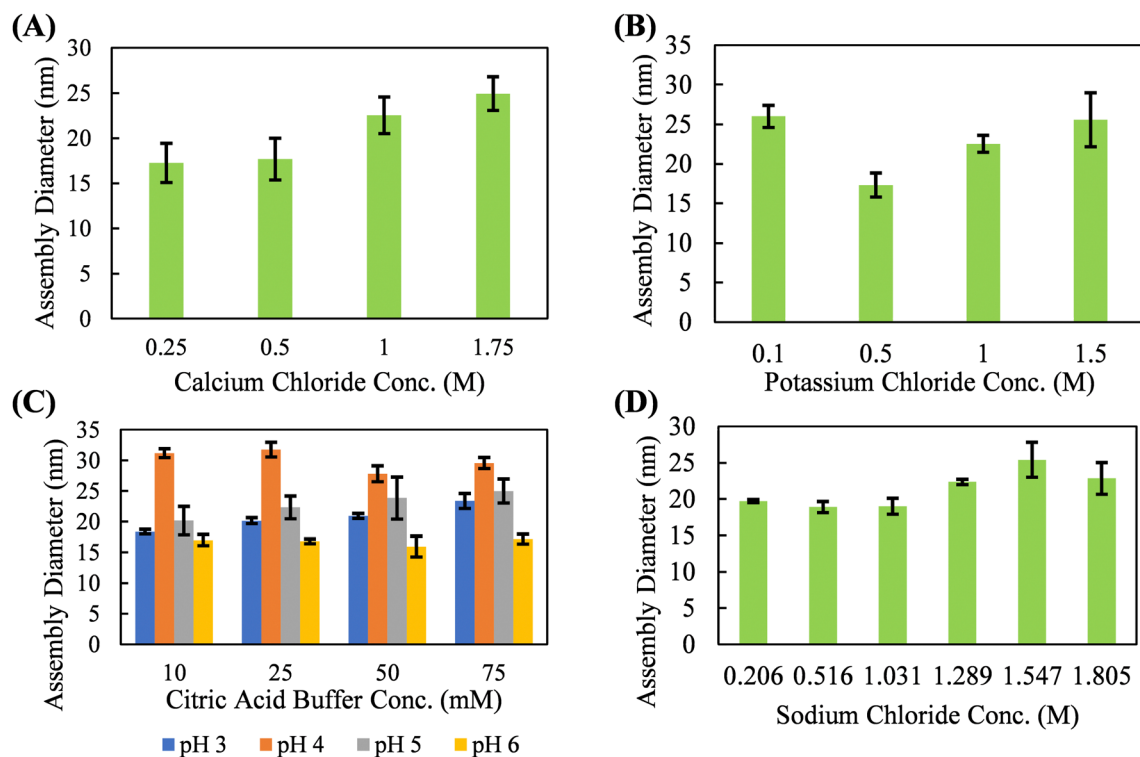 (A)
Assembly Diameter (nm)
30
25
20
15
10
5
0
0.25 0.5 1 1.75
Calcium Chloride Conc. (M)
(B)
Assembly Diameter (nm)
35
30
25
20
15
10
5
0
0.1 0.5 1 1.5
Potassium Chloride Conc. (M)
(C)
Assembly Diameter (nm)
35
30
25
20
15
10
5
0
10 25 50 75
Citric Acid Buffer Conc. (mM)
pH 3 pH 4 pH 5 pH 6
(D)
Assembly Diameter (nm)
30
25
20
15
10
5
0
0.206 0.516 1.031 1.289 1.547 1.805
Sodium Chloride Conc. (M)